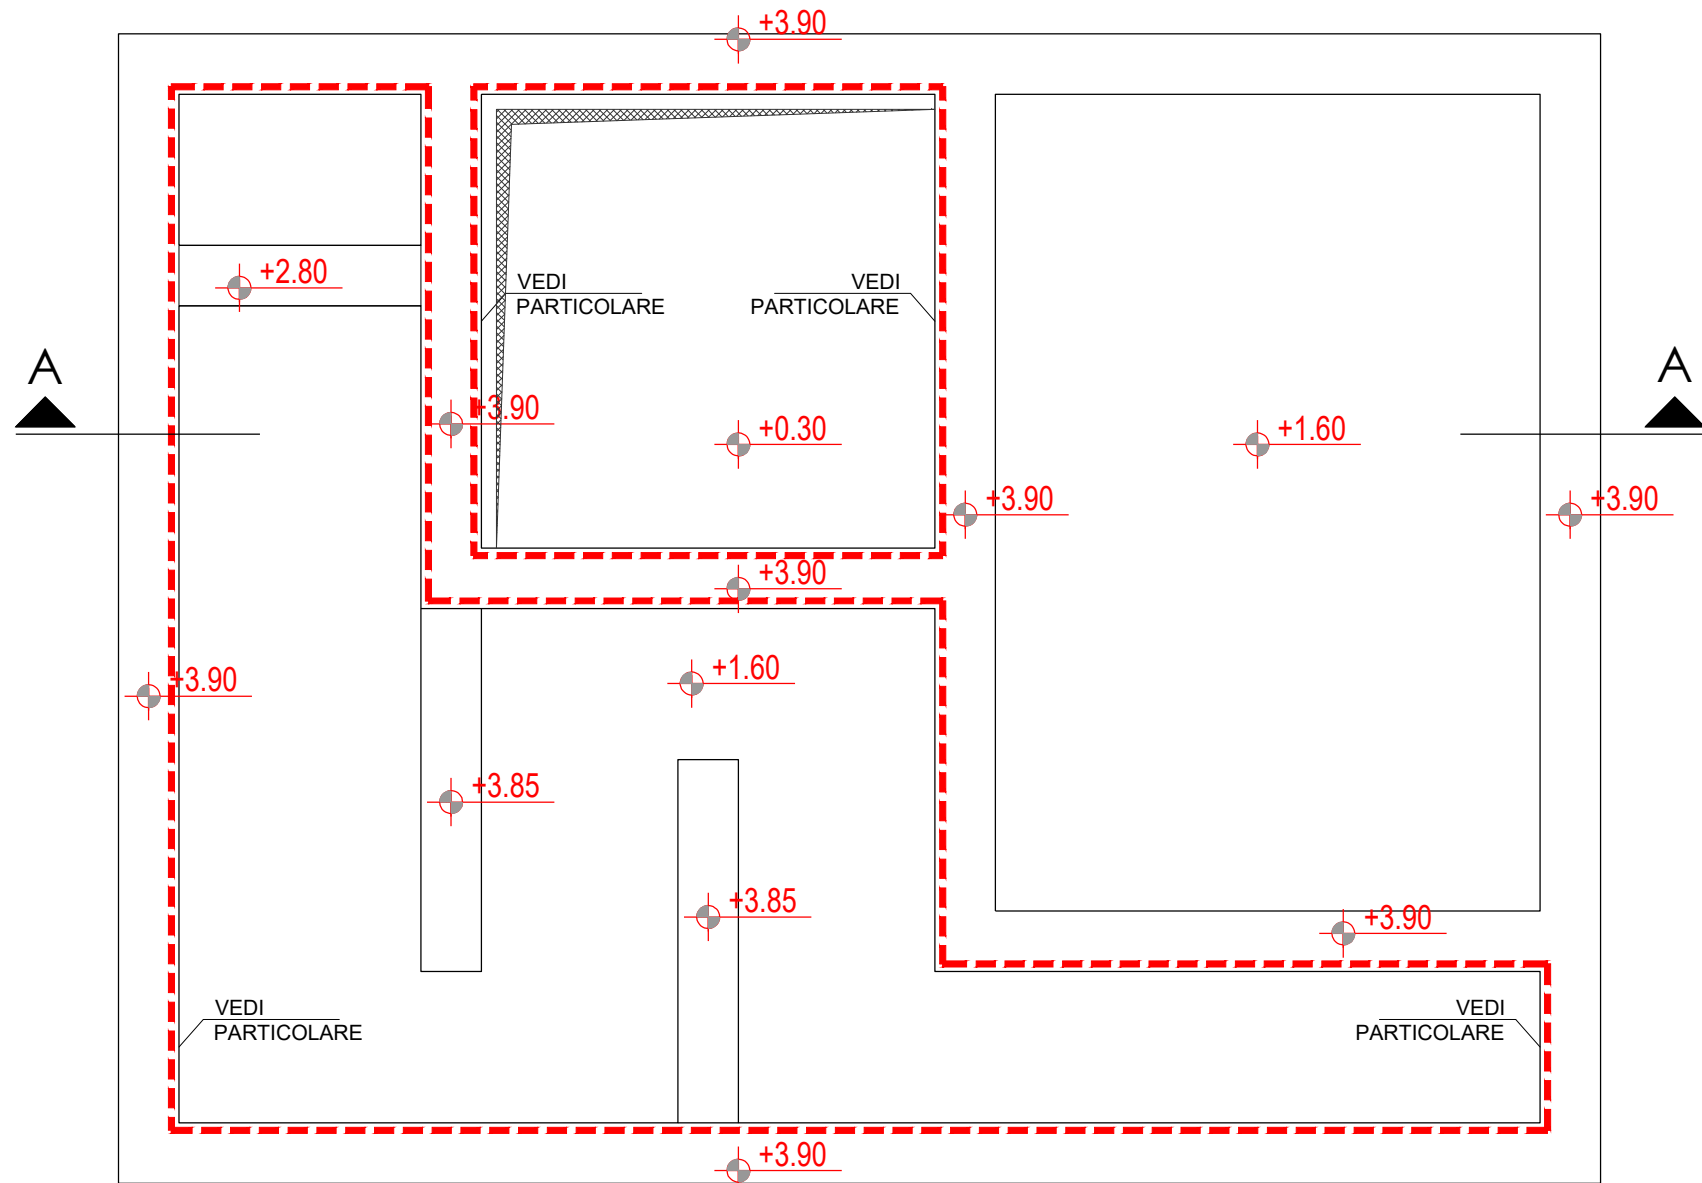 +3.90
+2.80
VEDI
PARTICOLARE
VEDI
PARTICOLARE
A
A
+3.90
+0.30
+1.60
+3.90
+3.90
+3.90
+3.90
+1.60
+3.85
+3.85
+3.90
VEDI
PARTICOLARE
VEDI
PARTICOLARE
+3.90